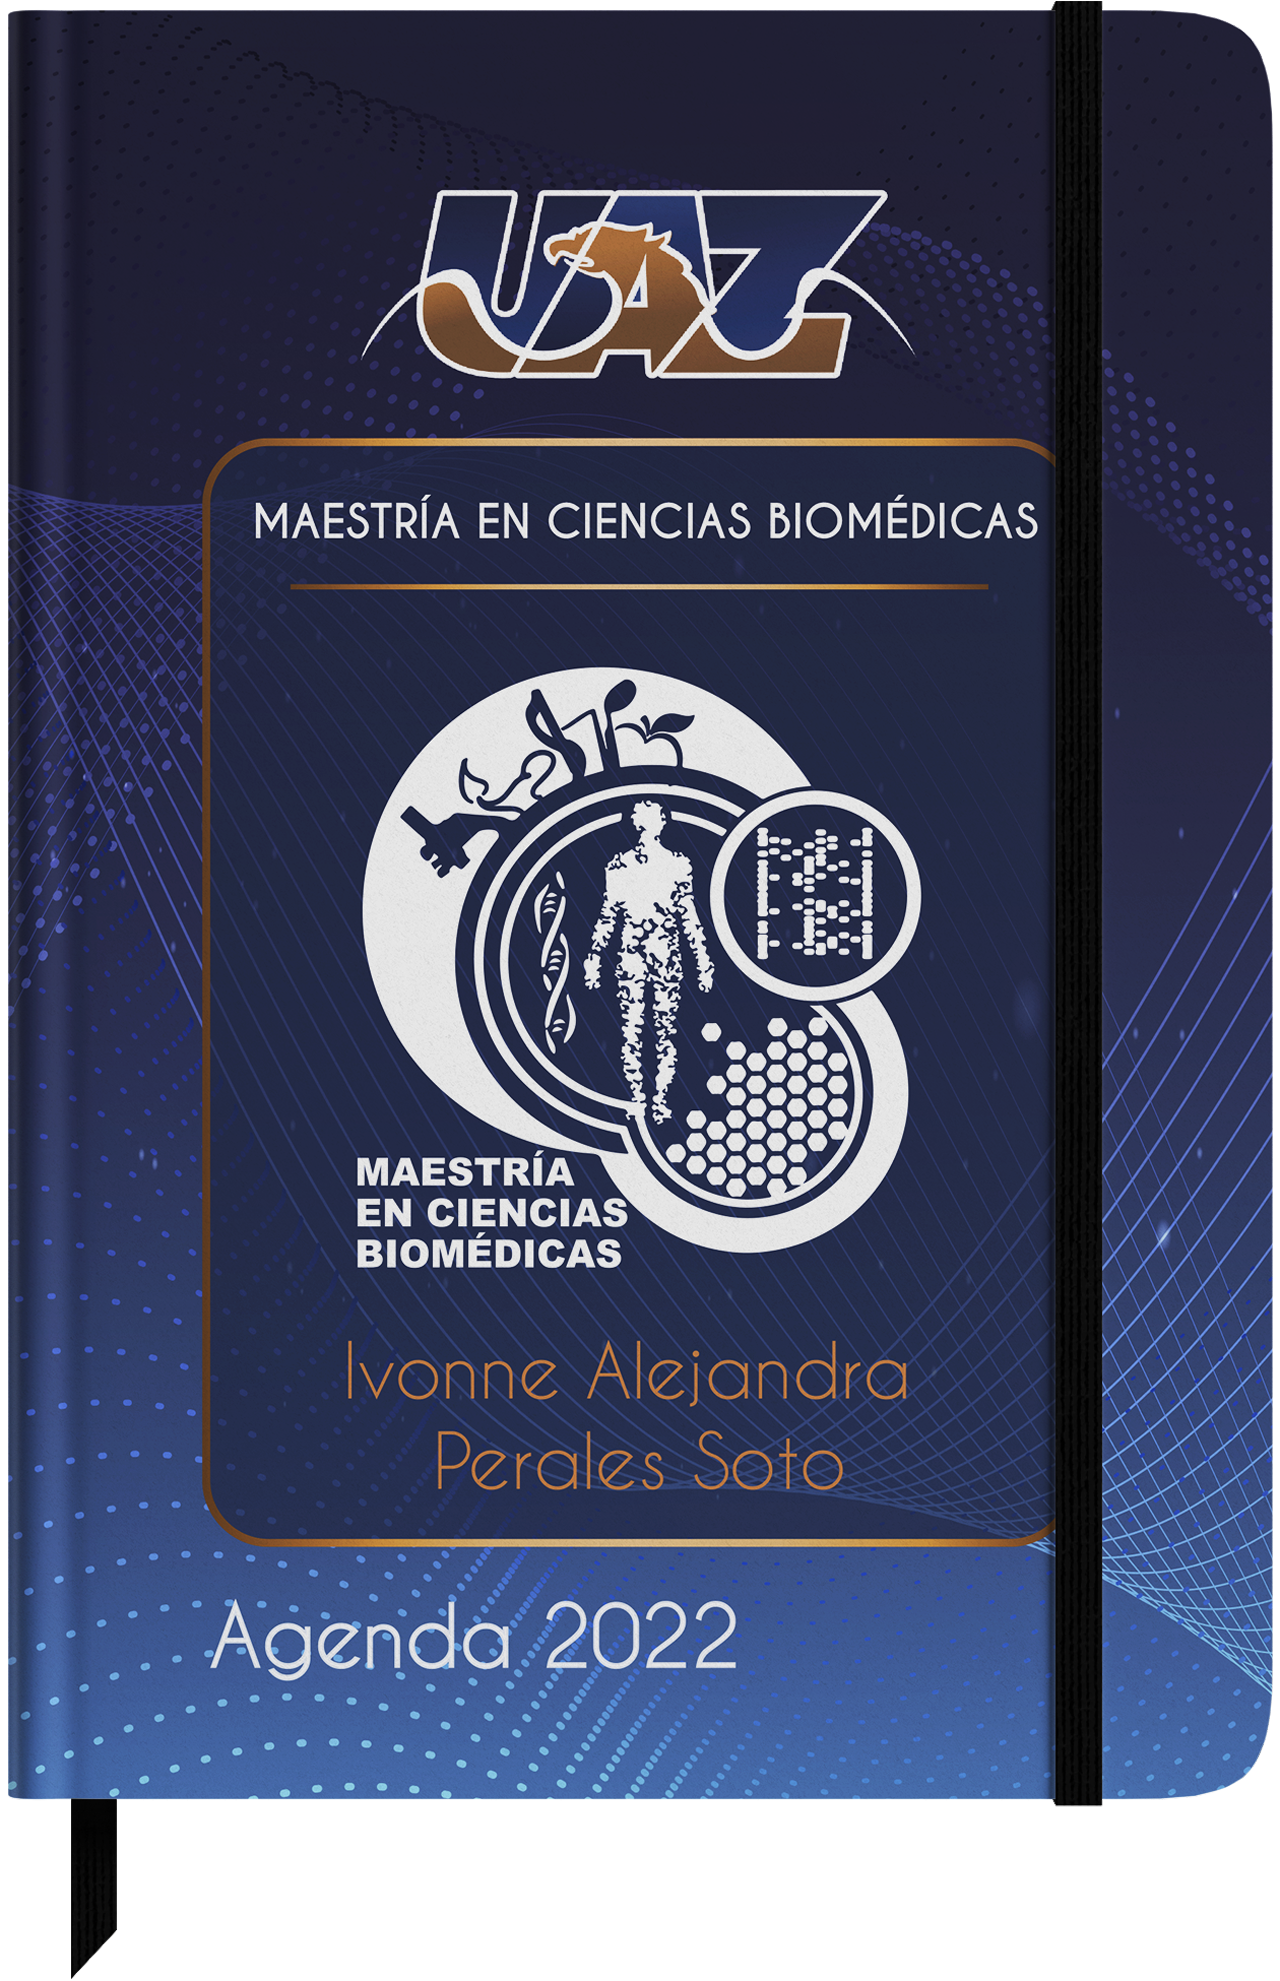 UAZ
MAESTRÍA EN CIENCIAS BIOMÉDICAS
MAESTRÍA
EN CIENCIAS
BIOMÉDICAS
Ivonne Alejandra
Perales Soto
Agenda 2022